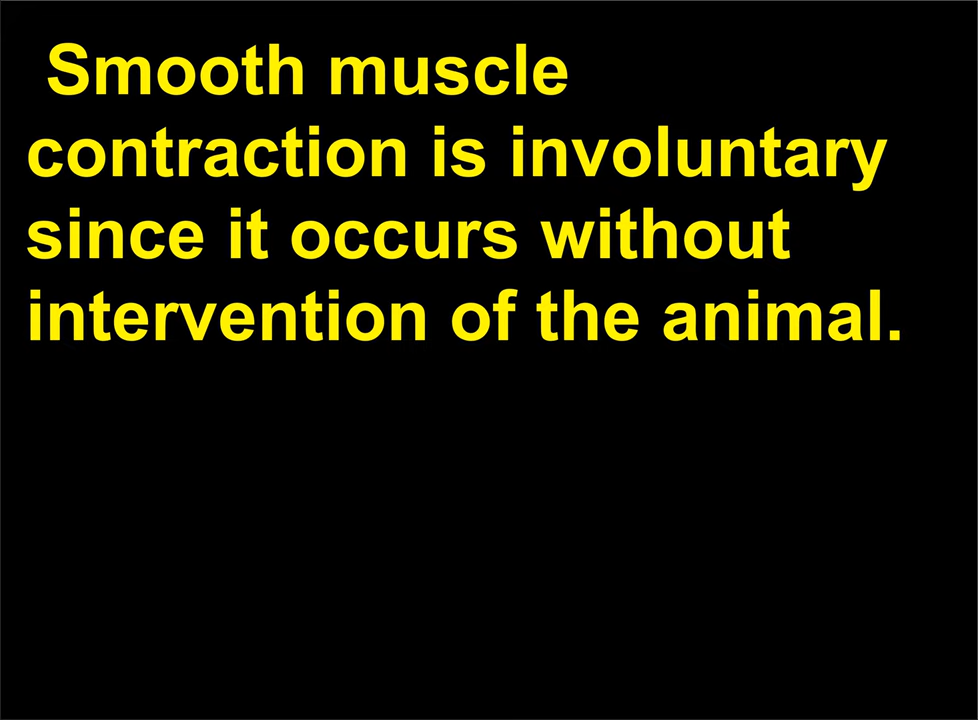 Smooth muscle
contraction is involuntary
since it occurs without
intervention of the animal.